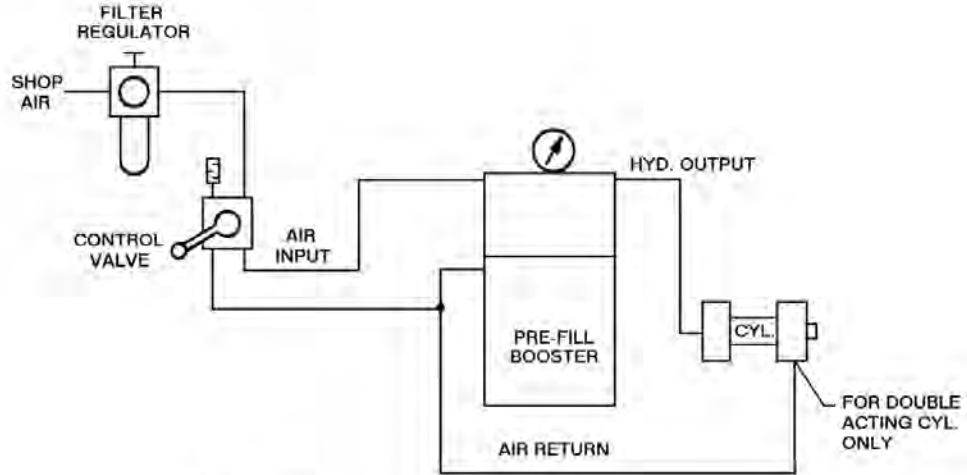 FILTER
REGULATOR
SHOP
AIR
HYD. OUTPUT
CONTROL
VALVE
AIR
INPUT
PRE-FILL
BOOSTER
CYL.
FOR DOUBLE
ACTING CYL.
ONLY
AIR RETURN